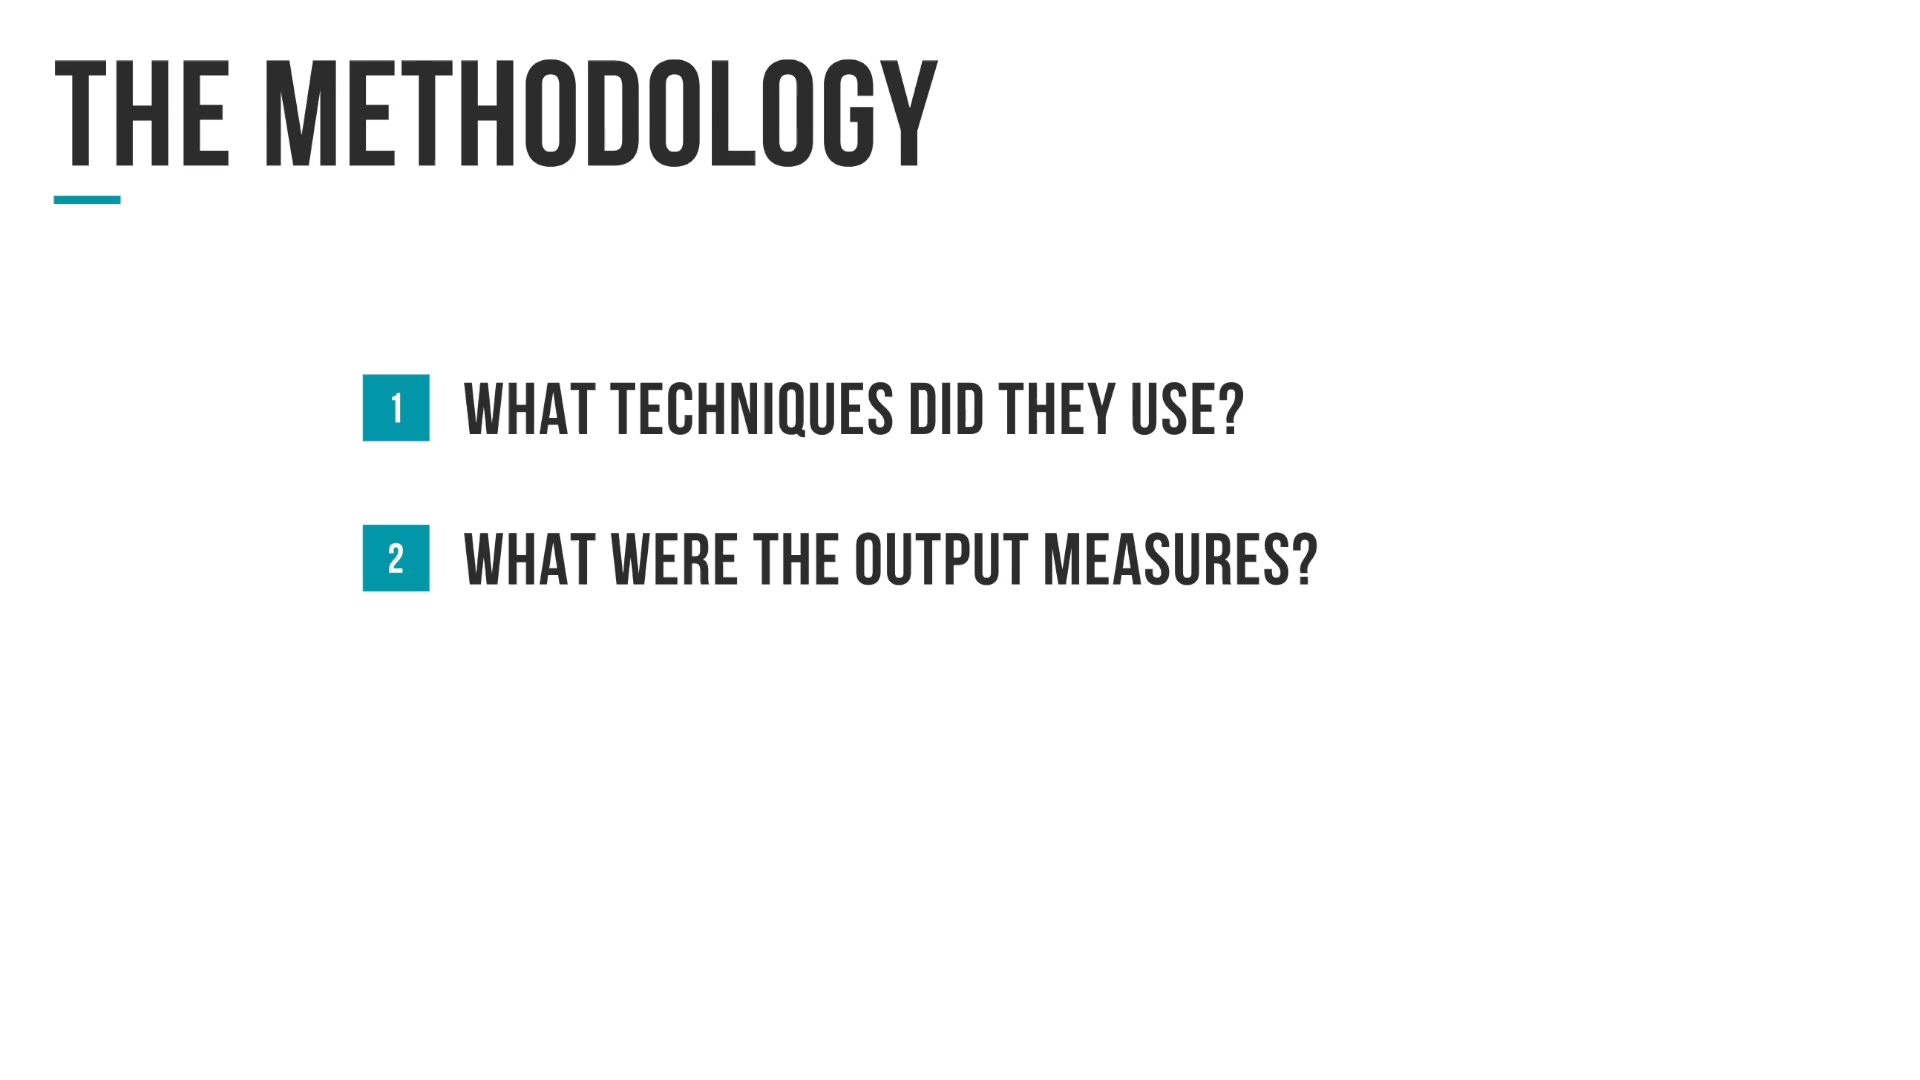 THE METHODOLOGY
1 WHAT TECHNIQUES DID THEY USE?
2 WHAT WERE THE OUTPUT MEASURES?